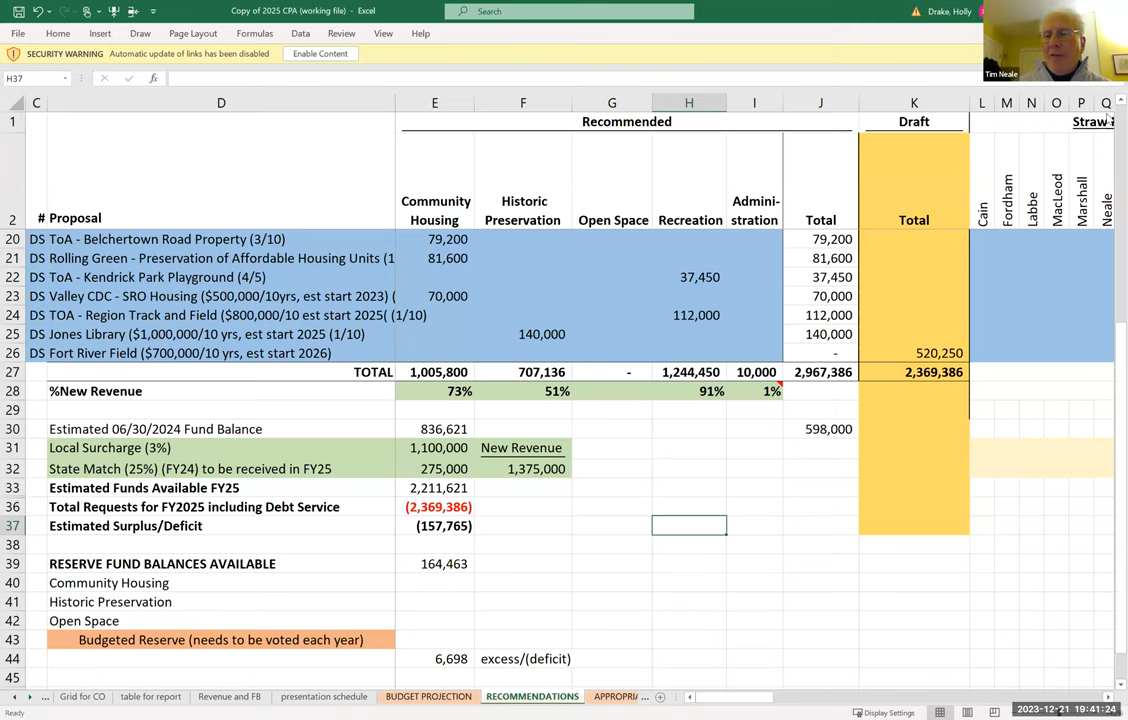 Copy of 2025 CPA (working file) - Excel
Search
Drake, Holly
File Home Insert Draw Page Layout Formulas Data Review View Help
SECURITY WARNING Automatic update of links has been disabled Enable Content
Tim Neale
H37 fx
C D E F G H I J K L M N O P Q
1 Recommended Draft Straw
2 # Proposal Community Housing Historic Preservation Open Space Recreation Admini-stration Total Total Cain Fordham Labbe MacLeod Marshall Neale
20 DS ToA - Belchertown Road Property (3/10) 79,200 79,200
21 DS Rolling Green - Preservation of Affordable Housing Units (1 81,600 81,600
22 DS ToA - Kendrick Park Playground (4/5) 37,450 37,450
23 DS Valley CDC - SRO Housing ($500,000/10yrs, est start 2023) ( 70,000 70,000
24 DS TOA - Region Track and Field ($800,000/10 est start 2025( (1/10) 112,000 112,000
25 DS Jones Library ($1,000,000/10 yrs, est start 2025 (1/10) 140,000 140,000
26 DS Fort River Field ($700,000/10 yrs, est start 2026) - 520,250
27 TOTAL 1,005,800 707,136 - 1,244,450 10,000 2,967,386 2,369,386
28 %New Revenue 73% 51% 91% 1%
29
30 Estimated 06/30/2024 Fund Balance 836,621 598,000
31 Local Surcharge (3%) 1,100,000 New Revenue
32 State Match (25%) (FY24) to be received in FY25 275,000 1,375,000
33 Estimated Funds Available FY25 2,211,621
36 Total Requests for FY2025 including Debt Service (2,369,386)
37 Estimated Surplus/Deficit (157,765)
38
39 RESERVE FUND BALANCES AVAILABLE 164,463
40 Community Housing
41 Historic Preservation
42 Open Space
43 Budgeted Reserve (needs to be voted each year)
44 6,698 excess/(deficit)
45
... Grid for CO table for report Revenue and FB presentation schedule BUDGET PROJECTION RECOMMENDATIONS APPROPRIA ...
Ready Display Settings 2023-12-21 19:41:24